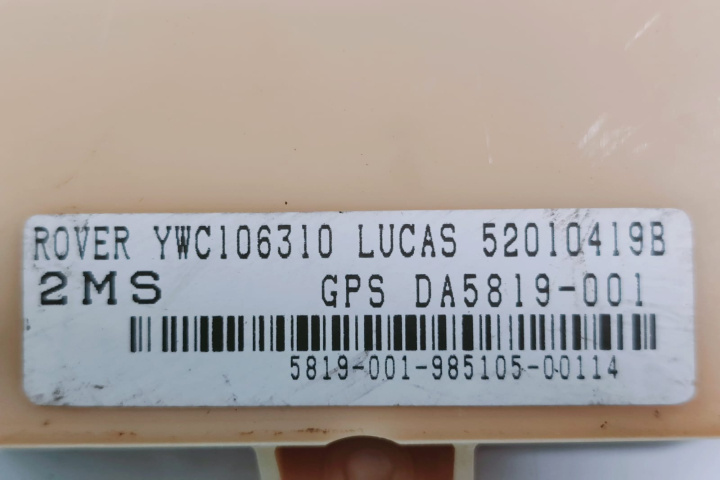 ROVER YWC106310 LUCAS 52010419B
2MS GPS DA5819-001
5819-001-985105-00114